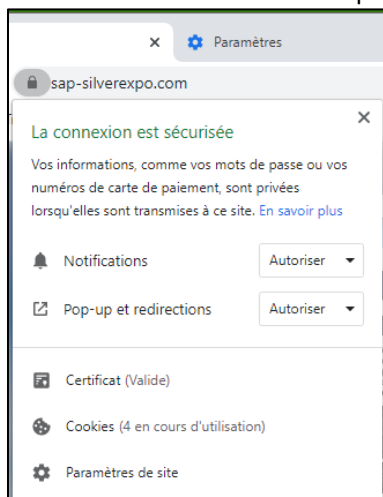 Paramètres
sap-silverexpo.com
La connexion est sécurisée
Vos informations, comme vos mots de passe ou vos
numéros de carte de paiement, sont privées
lorsqu'elles sont transmises à ce site. En savoir plus
Notifications Autoriser
Pop-up et redirections Autoriser
Certificat (Valide)
Cookies (4 en cours d'utilisation)
Paramètres de site